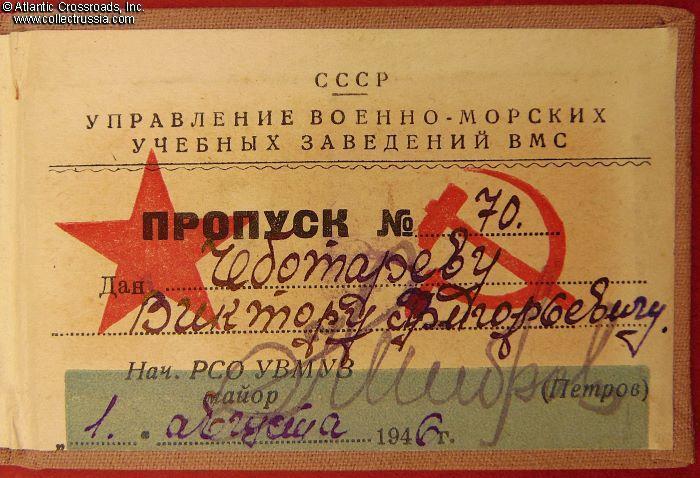 © Atlantic Crossroads, Inc.
www.collectrussia.com
СССР
УПРАВЛЕНИЕ ВОЕННО-МОРСКИХ
УЧЕБНЫХ ЗАВЕДЕНИЙ ВМС
ПРОПУСК № 70.
Дан Чеботареву
Виктору Григорьевичу.
Нач. РСО УВМУЗ
майор (Петров)
„1. " августа 1946 г.